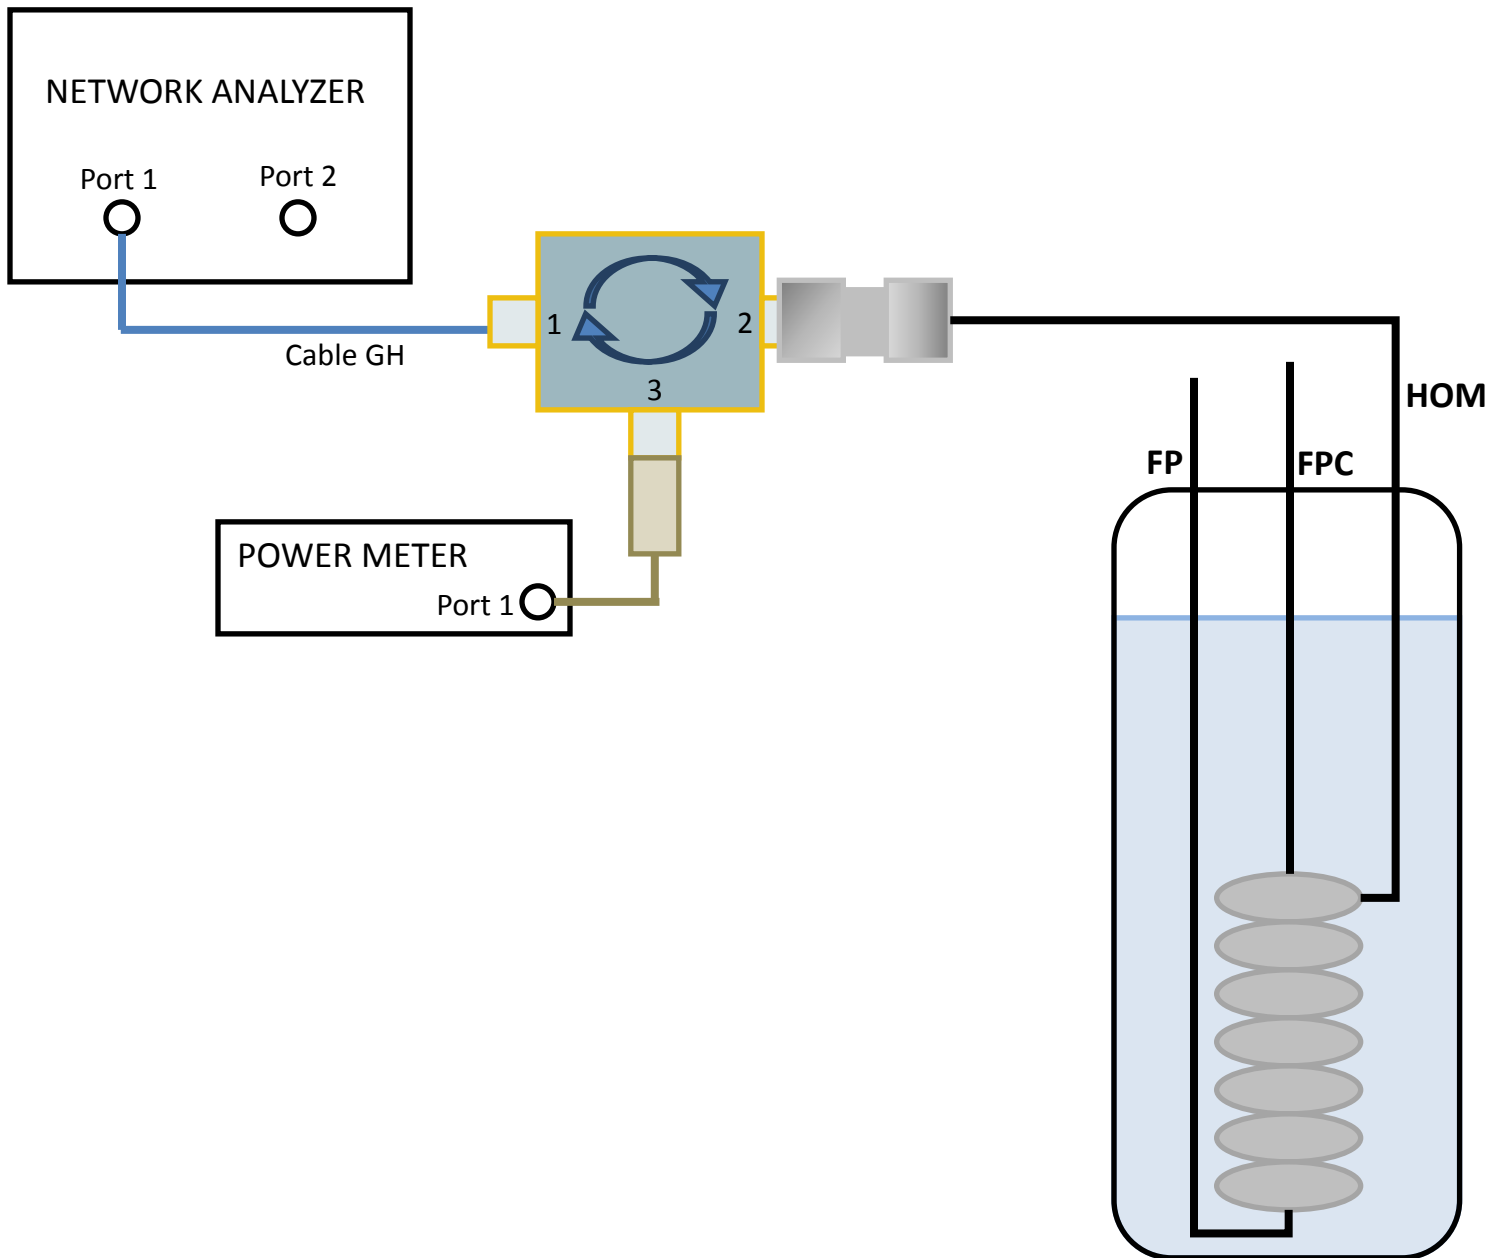 NETWORK ANALYZER
Port 1
Port 2
Cable GH
1
2
3
HOM
FP
FPC
POWER METER
Port 1